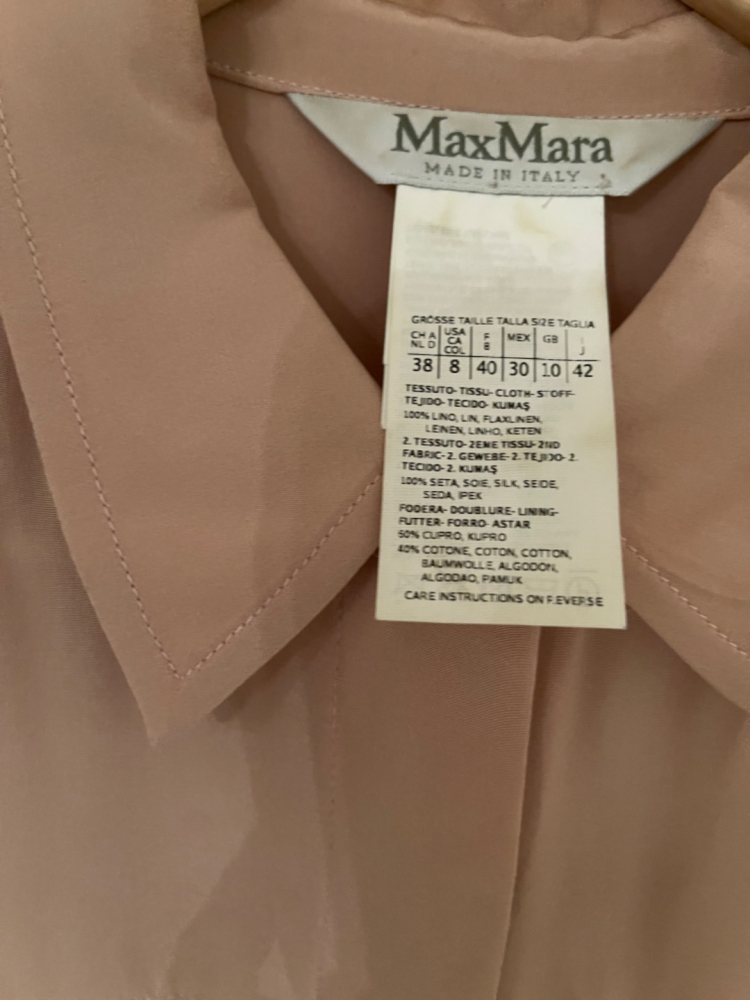 MaxMara
MADE IN ITALY
GRÖSSE TAILLE TALLA SIZE TAGLIA
CH A NL D USA CA COL F B MEX GB I J
38 8 40 30 10 42
TESSUTO- TISSU- CLOTH- STOFF-
TEJIDO- TECIDO- KUMAŞ
100% LINO, LIN, FLAXLINEN,
LEINEN, LINHO, KETEN
2. TESSUTO- 2EME TISSU- 2ND
FABRIC- 2. GEWEBE- 2. TEJIDO- 2.
TECIDO- 2. KUMAŞ
100% SETA, SOIE, SILK, SEIDE,
SEDA, IPEK
FODERA- DOUBLURE- LINING-
FUTTER- FORRO- ASTAR
60% CUPRO, KUPRO
40% COTONE, COTON, COTTON,
BAUMWOLLE, ALGODON,
ALGODAO, PAMUK
CARE INSTRUCTIONS ON REVERSE